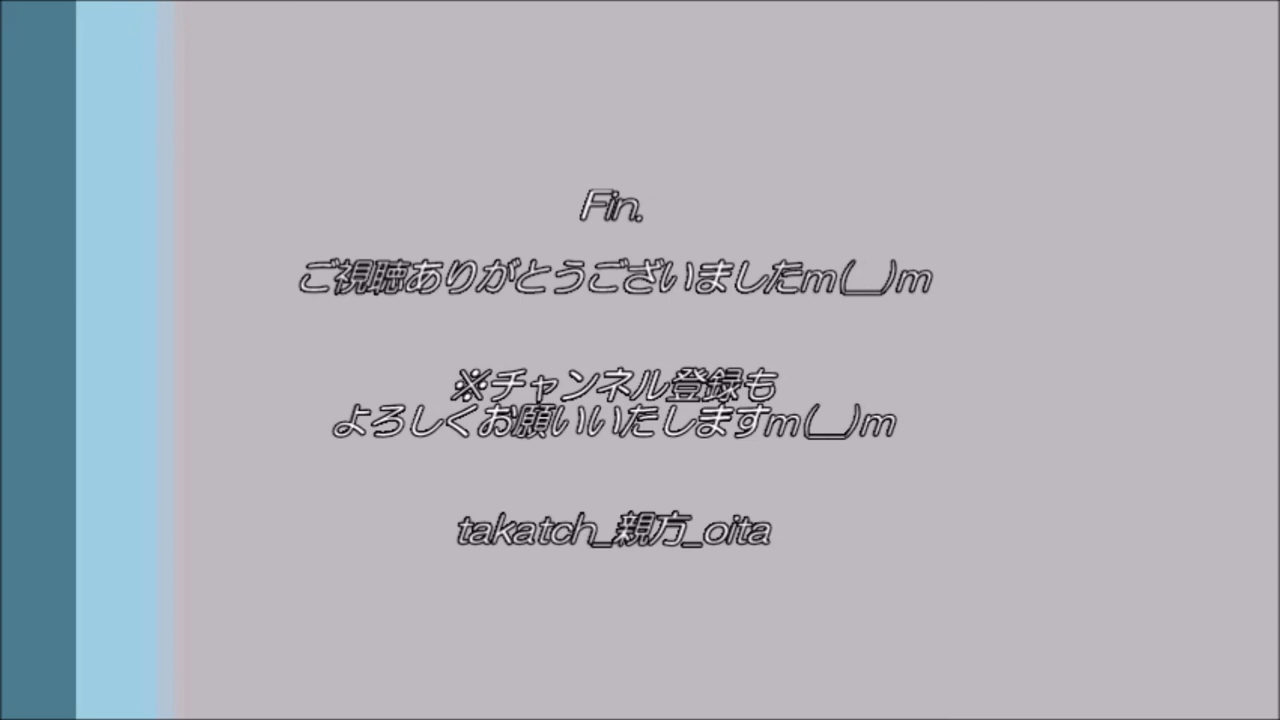 Fin.
ご視聴ありがとうございましたm(__)m
※チャンネル登録も
よろしくお願いいたしますm(__)m
takatch_親方_oita